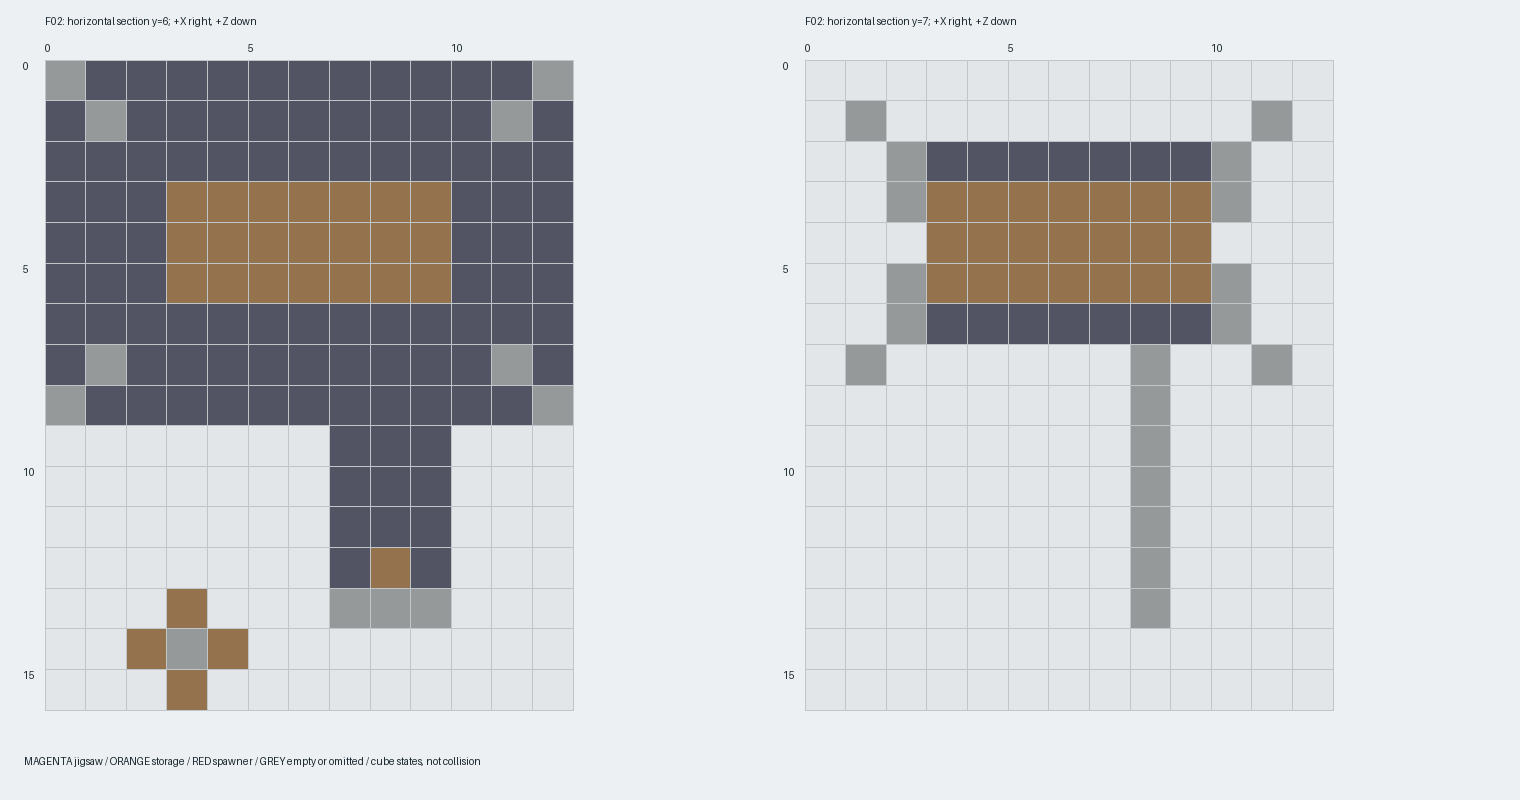 F02: horizontal section y=6; +X right, +Z down
F02: horizontal section y=7; +X right, +Z down
0 5 10
0 5 10
0
0
5
5
10
10
15
15
MAGENTA jigsaw / ORANGE storage / RED spawner / GREY empty or omitted / cube states, not collision